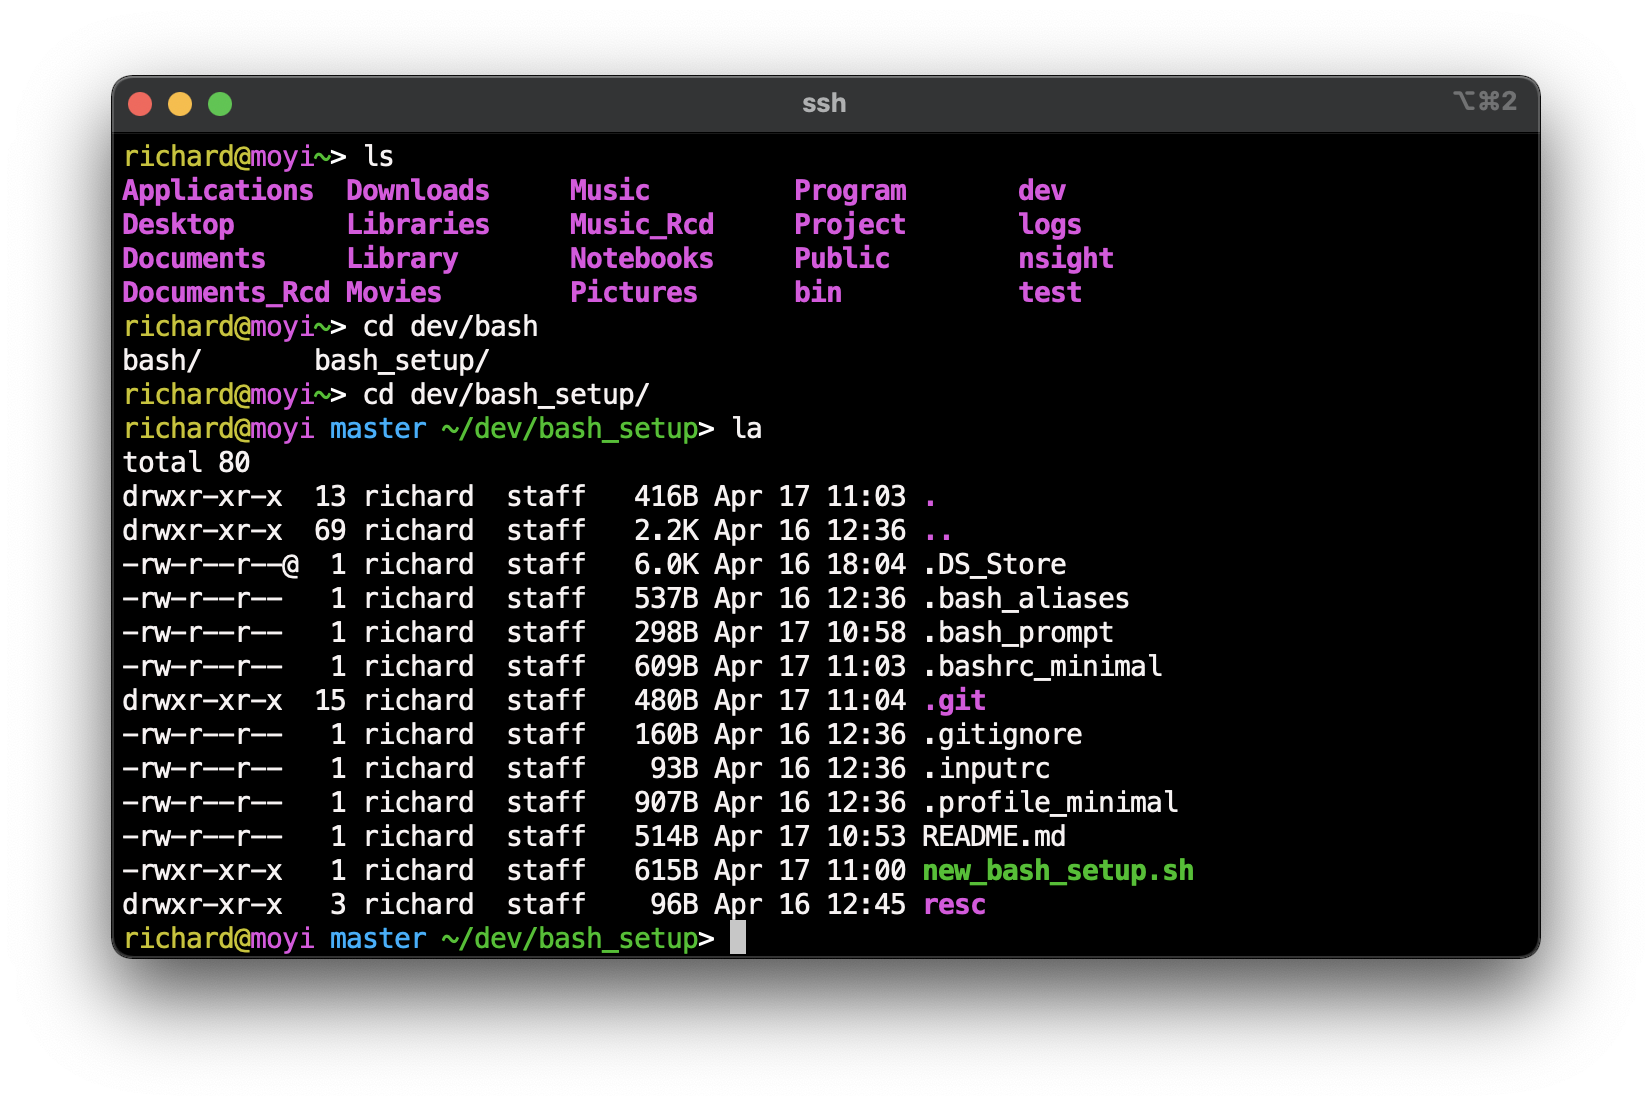 ssh
⌥⌘2
richard@moyi~> ls
Applications  Downloads     Music         Program       dev
Desktop       Libraries     Music_Rcd     Project       logs
Documents     Library       Notebooks     Public        nsight
Documents_Rcd Movies        Pictures      bin           test
richard@moyi~> cd dev/bash
bash/       bash_setup/
richard@moyi~> cd dev/bash_setup/
richard@moyi master ~/dev/bash_setup> la
total 80
drwxr-xr-x  13 richard  staff   416B Apr 17 11:03 .
drwxr-xr-x  69 richard  staff   2.2K Apr 16 12:36 ..
-rw-r--r--@  1 richard  staff   6.0K Apr 16 18:04 .DS_Store
-rw-r--r--   1 richard  staff   537B Apr 16 12:36 .bash_aliases
-rw-r--r--   1 richard  staff   298B Apr 17 10:58 .bash_prompt
-rw-r--r--   1 richard  staff   609B Apr 17 11:03 .bashrc_minimal
drwxr-xr-x  15 richard  staff   480B Apr 17 11:04 .git
-rw-r--r--   1 richard  staff   160B Apr 16 12:36 .gitignore
-rw-r--r--   1 richard  staff    93B Apr 16 12:36 .inputrc
-rw-r--r--   1 richard  staff   907B Apr 16 12:36 .profile_minimal
-rw-r--r--   1 richard  staff   514B Apr 17 10:53 README.md
-rwxr-xr-x   1 richard  staff   615B Apr 17 11:00 new_bash_setup.sh
drwxr-xr-x   3 richard  staff    96B Apr 16 12:45 resc
richard@moyi master ~/dev/bash_setup>